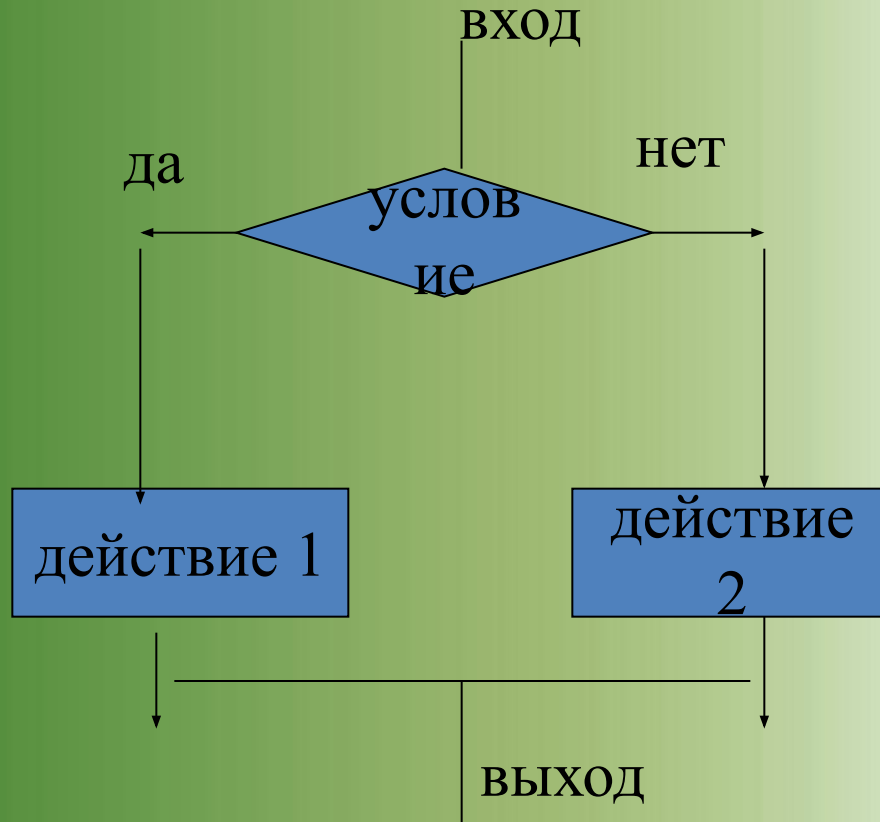 вход
да
нет
услов
ие
действие 1
действие
2
выход